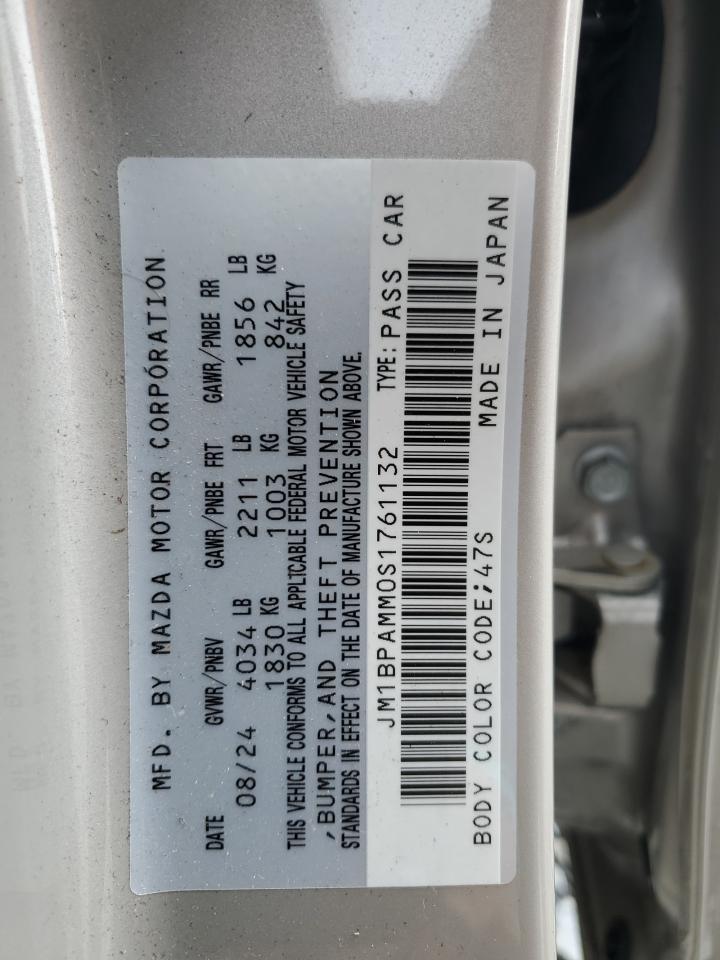 MFD. BY MAZDA MOTOR CORPORATION
DATE GVWR/PNBV GAWR/PNBE FRT GAWR/PNBE RR
08/24 4034 LB 2211 LB 1856 LB
1830 KG 1003 KG 842 KG
THIS VEHICLE CONFORMS TO ALL APPLICABLE FEDERAL MOTOR VEHICLE SAFETY
,BUMPER,AND THEFT PREVENTION
STANDARDS IN EFFECT ON THE DATE OF MANUFACTURE SHOWN ABOVE.
JM1BPAMM0S1761132 TYPE: PASS CAR
BODY COLOR CODE;47S MADE IN JAPAN